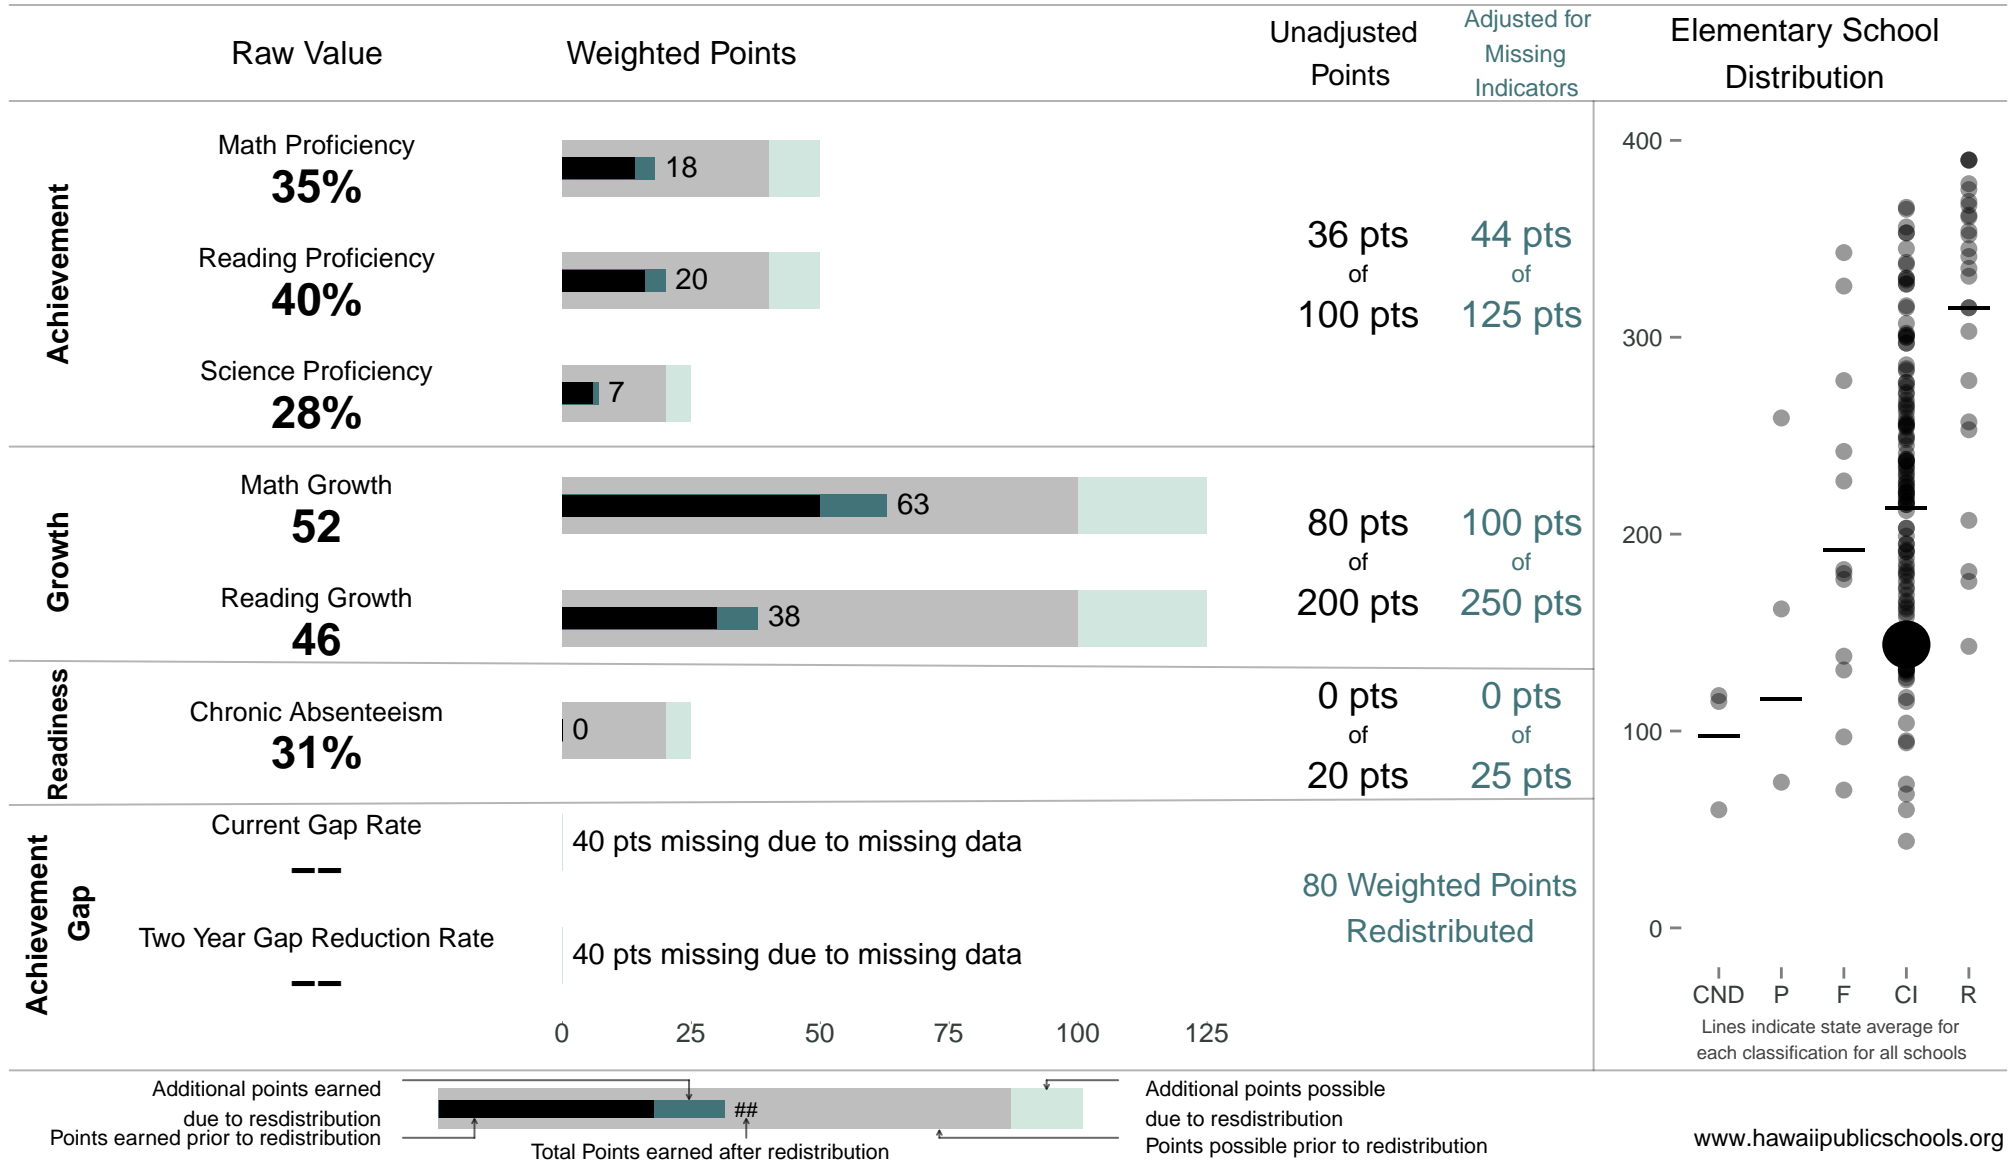 Raw Value
Weighted Points
Unadjusted
Points
Adjusted for
Missing
Indicators
Elementary School
Distribution
Achievement
Math Proficiency
35%
18
Reading Proficiency
40%
20
Science Proficiency
28%
7
36 pts
of
100 pts
44 pts
of
125 pts
Growth
Math Growth
52
63
Reading Growth
46
38
80 pts
of
200 pts
100 pts
of
250 pts
Readiness
Chronic Absenteeism
31%
0
0 pts
of
20 pts
0 pts
of
25 pts
Achievement
Gap
Current Gap Rate
––
40 pts missing due to missing data
Two Year Gap Reduction Rate
––
40 pts missing due to missing data
80 Weighted Points
Redistributed
0 25 50 75 100 125
400
300
200
100
0
CND P F CI R
Lines indicate state average for
each classification for all schools
Additional points earned
due to resdistribution
Points earned prior to redistribution
##
Total Points earned after redistribution
Additional points possible
due to resdistribution
Points possible prior to redistribution
www.hawaiipublicschools.org